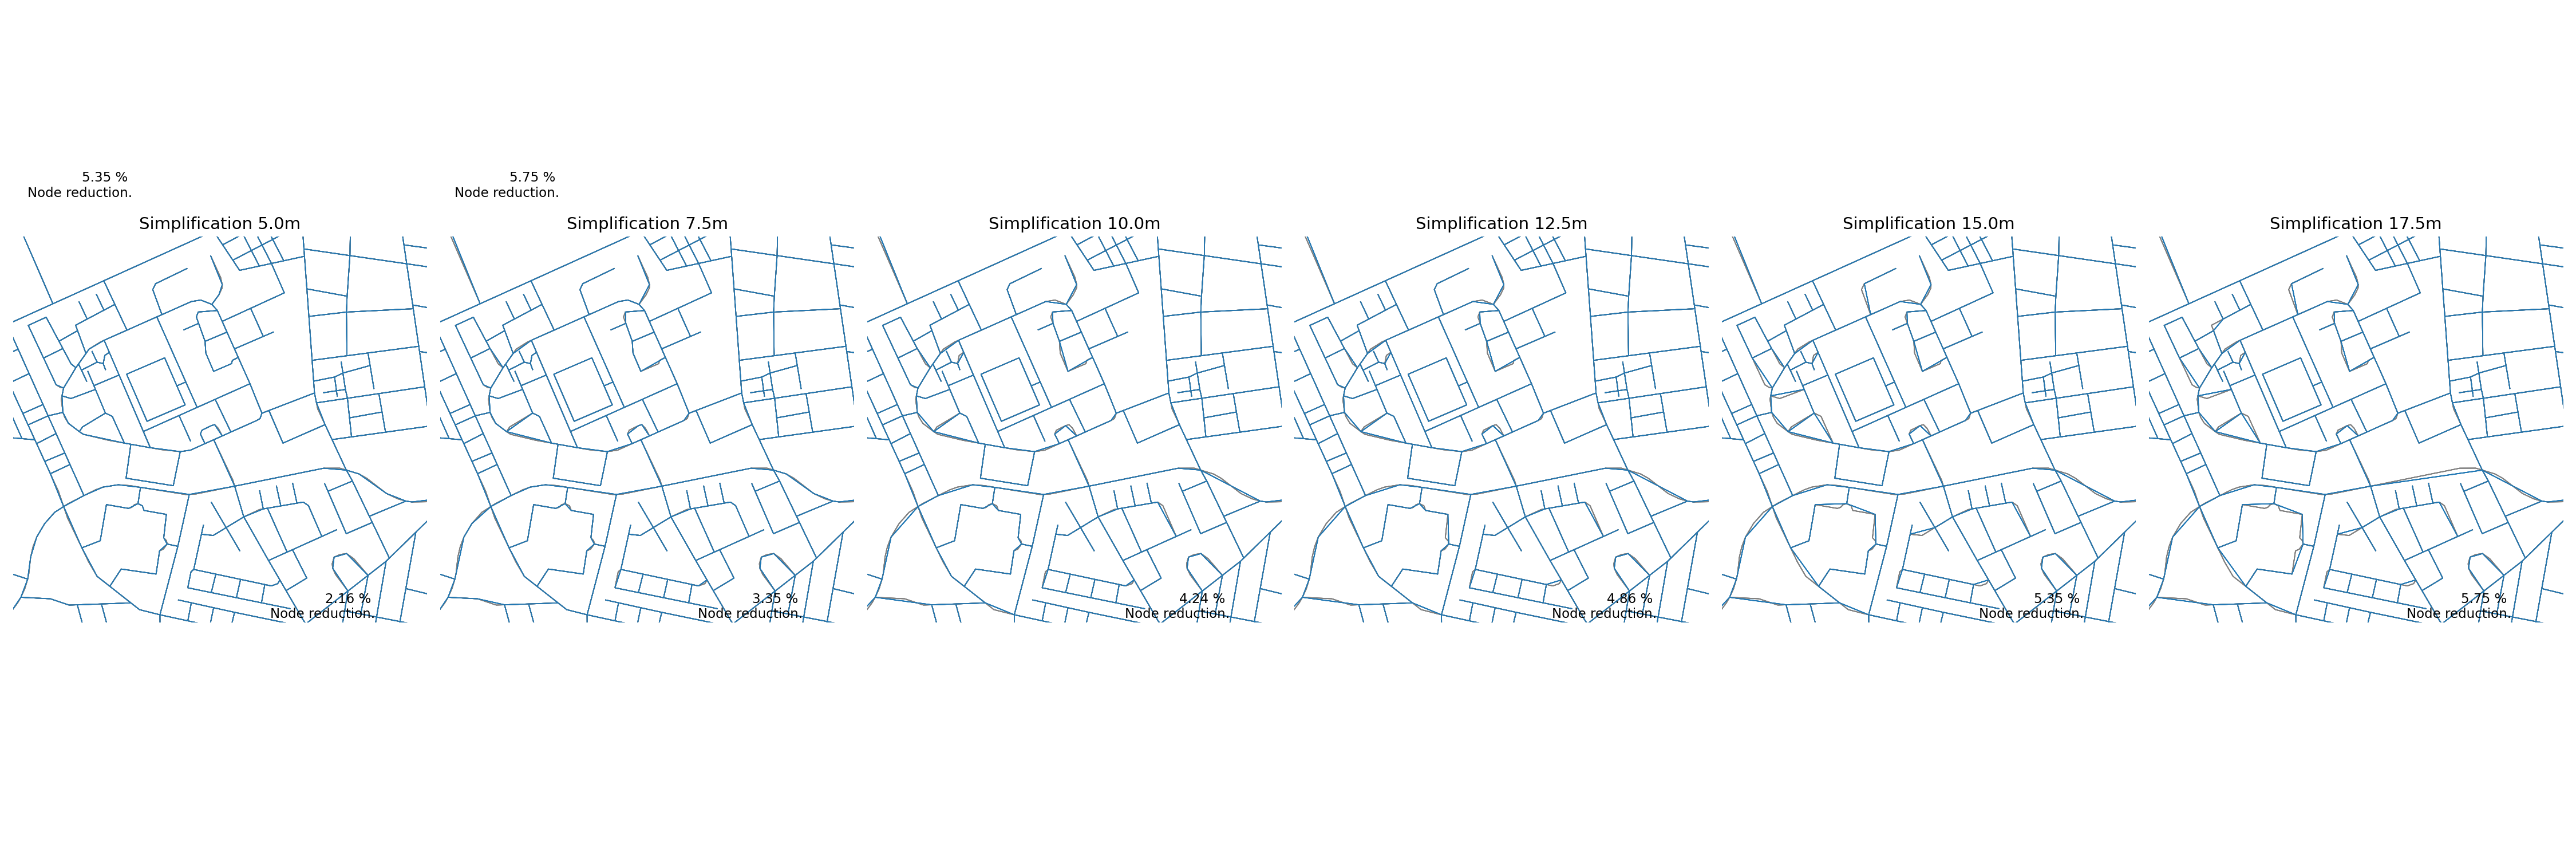 5.35 %
Node reduction.
5.75 %
Node reduction.
Simplification 5.0m
Simplification 7.5m
Simplification 10.0m
Simplification 12.5m
Simplification 15.0m
Simplification 17.5m
2.16 %
Node reduction.
3.35 %
Node reduction.
4.24 %
Node reduction.
4.86 %
Node reduction.
5.35 %
Node reduction.
5.75 %
Node reduction.